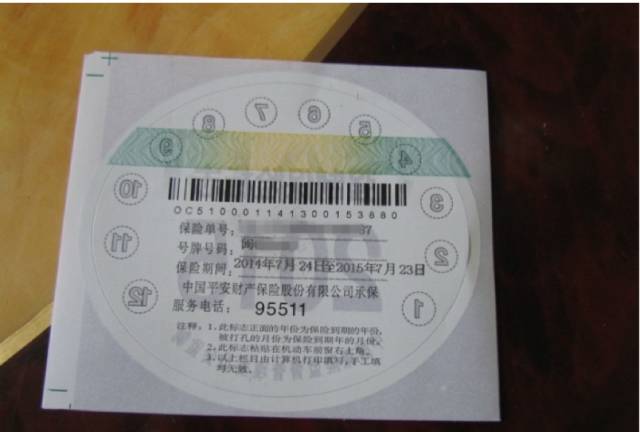 7
6
8
5
9
4
10
3
11
2
12
1
OC510001141300153680
保险单号: 37
号牌号码: 闽
保险期间: 2014年7月24日至2015年7月23日
中国平安财产保险股份有限公司承保
服务电话: 95511
注释: 1. 此标志正面的年份为保险到期的年份,
被打孔的月份为保险到期年的月份。
2. 此标志粘贴在机动车前窗右上角。
3. 以上栏目由计算机打印填写,手工填
写无效。